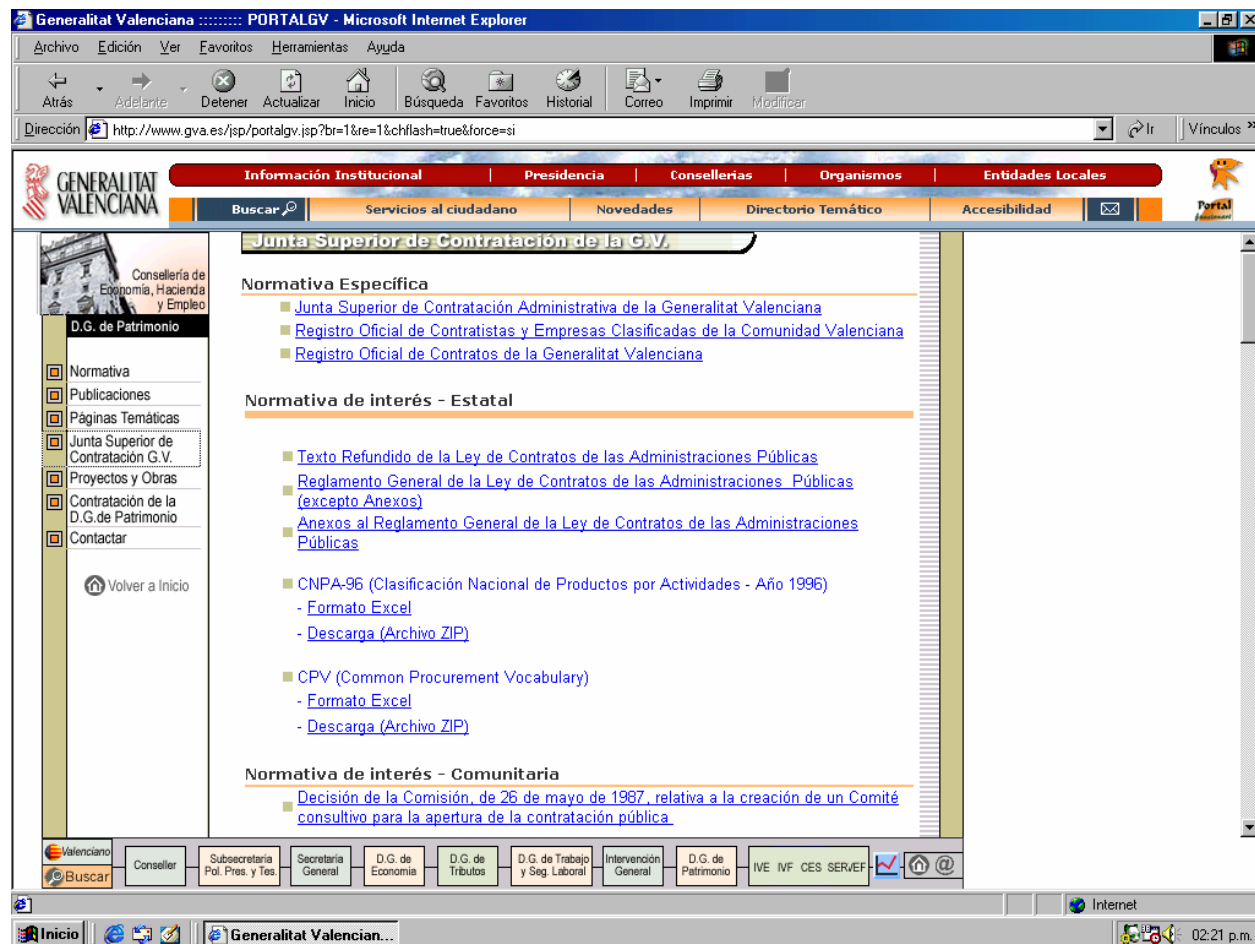 Generalitat Valenciana ::::::::: PORTALGV - Microsoft Internet Explorer
Archivo Edición Ver Favoritos Herramientas Ayuda
Atrás Adelante Detener Actualizar Inicio Búsqueda Favoritos Historial Correo Imprimir Modificar
Dirección http://www.gva.es/jsp/portalgv.jsp?br=1&re=1&chflash=true&force=si Ir Vínculos »
GENERALITAT VALENCIANA
Información Institucional | Presidencia | Consellerias | Organismos | Entidades Locales
Buscar Servicios al ciudadano Novedades Directorio Temático Accesibilidad
Portal
Consellería de
Economía, Hacienda
y Empleo
D.G. de Patrimonio
Normativa
Publicaciones
Páginas Temáticas
Junta Superior de
Contratación G.V.
Proyectos y Obras
Contratación de la
D.G.de Patrimonio
Contactar
Volver a Inicio
Junta Superior de Contratación de la G.V.
Normativa Específica
Junta Superior de Contratación Administrativa de la Generalitat Valenciana
Registro Oficial de Contratistas y Empresas Clasificadas de la Comunidad Valenciana
Registro Oficial de Contratos de la Generalitat Valenciana
Normativa de interés - Estatal
Texto Refundido de la Ley de Contratos de las Administraciones Públicas
Reglamento General de la Ley de Contratos de las Administraciones Públicas
(excepto Anexos)
Anexos al Reglamento General de la Ley de Contratos de las Administraciones
Públicas
CNPA-96 (Clasificación Nacional de Productos por Actividades - Año 1996)
- Formato Excel
- Descarga (Archivo ZIP)
CPV (Common Procurement Vocabulary)
- Formato Excel
- Descarga (Archivo ZIP)
Normativa de interés - Comunitaria
Decisión de la Comisión, de 26 de mayo de 1987, relativa a la creación de un Comité
consultivo para la apertura de la contratación pública
Valenciano
Buscar
Conseller
Subsecretaria
Pol. Pres. y Tes.
Secretaria
General
D.G. de
Economia
D.G. de
Tributos
D.G. de Trabajo
y Seg. Laboral
Intervención
General
D.G. de
Patrimonio
IVE IVF CES SERVEF
@
Internet
Inicio Generalitat Valencian... 02:21 p.m.